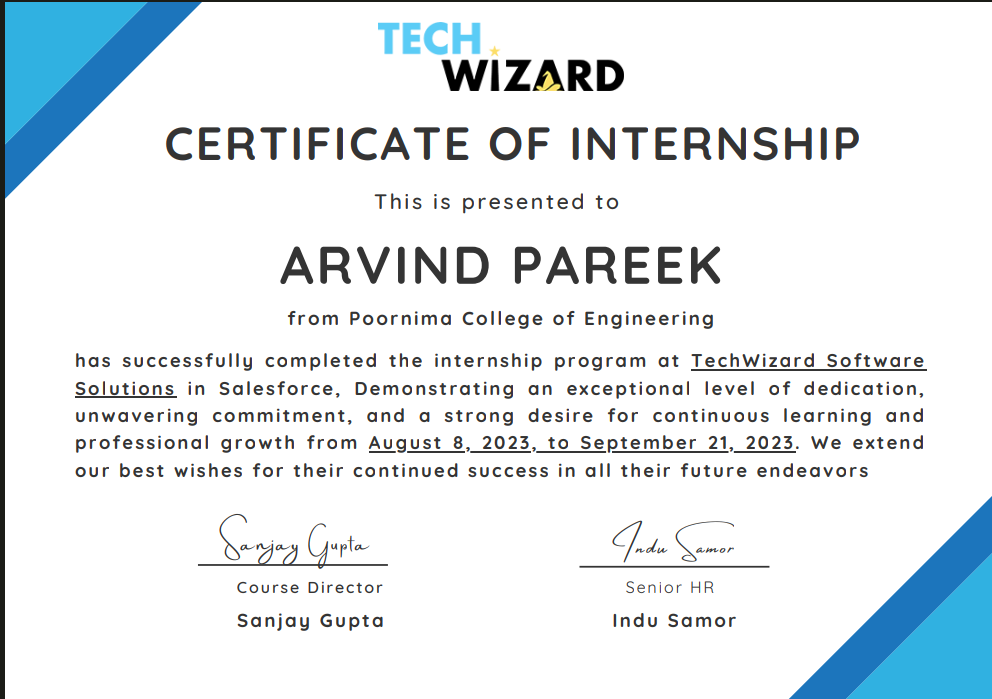 TECH
WIZARD
CERTIFICATE OF INTERNSHIP
This is presented to
ARVIND PAREEK
from Poornima College of Engineering
has successfully completed the internship program at TechWizard Software
Solutions in Salesforce, Demonstrating an exceptional level of dedication,
unwavering commitment, and a strong desire for continuous learning and
professional growth from August 8, 2023, to September 21, 2023. We extend
our best wishes for their continued success in all their future endeavors
Sanjay Gupta
Indu Samor
Course Director
Senior HR
Sanjay Gupta
Indu Samor